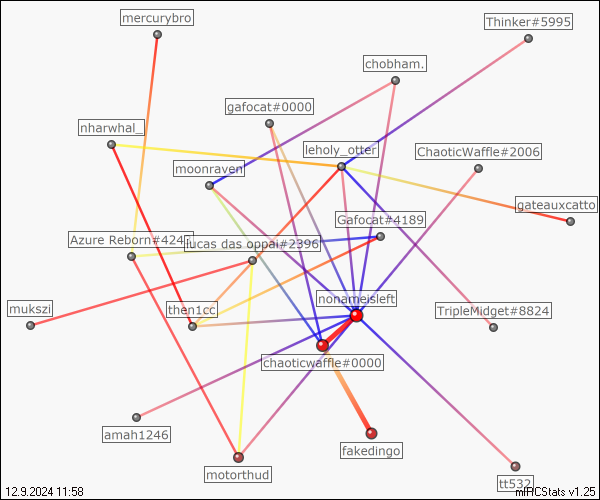 mercurybro
Thinker#5995
chobham.
gafocat#0000
nharwhal_
leholy_otter
ChaoticWaffle#2006
moonraven
gateauxcatto
Gafocat#4189
Azure Reborn#424
lucas das oppai#2396
nonameisleft
mukszi
then1cc
TripleMidget#8824
chaoticwaffle#0000
amah1246
fakedingo
motorthud
tt532
12.9.2024 11:58
mIRCStats v1.25